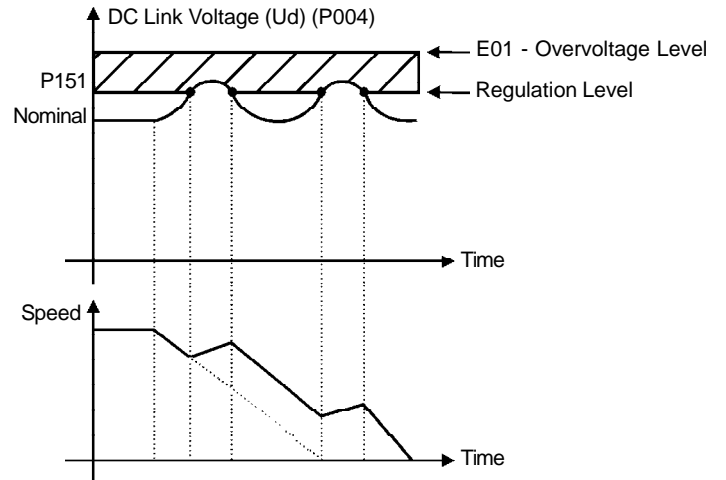 DC Link Voltage (Ud) (P004)
E01 - Overvoltage Level
P151
Regulation Level
Nominal
Time
Speed
Time